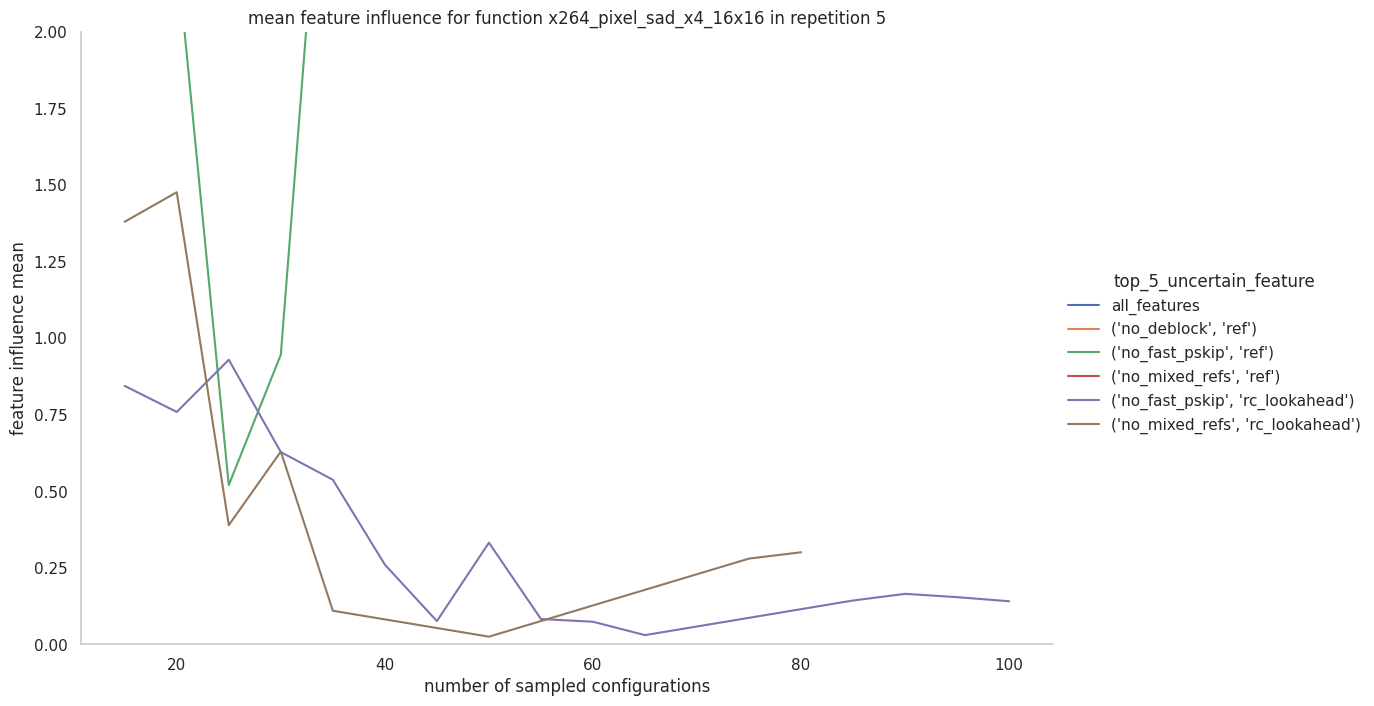 mean feature influence for function x264_pixel_sad_x4_16x16 in repetition 5
2.00
1.75
1.50
1.25
1.00
0.75
0.50
0.25
0.00
feature influence mean
20
40
60
80
100
number of sampled configurations
top_5_uncertain_feature
all_features
('no_deblock', 'ref')
('no_fast_pskip', 'ref')
('no_mixed_refs', 'ref')
('no_fast_pskip', 'rc_lookahead')
('no_mixed_refs', 'rc_lookahead')